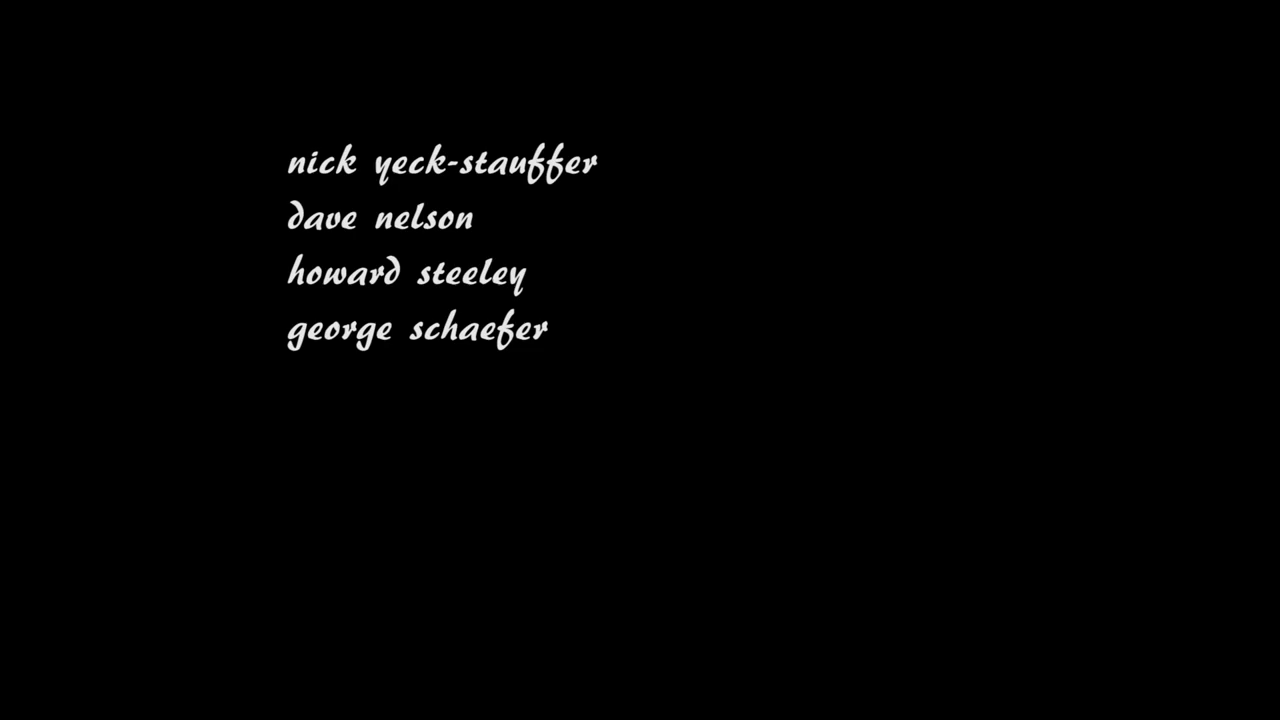 nick yeck-stauffer
dave nelson
howard steeley
george schaefer